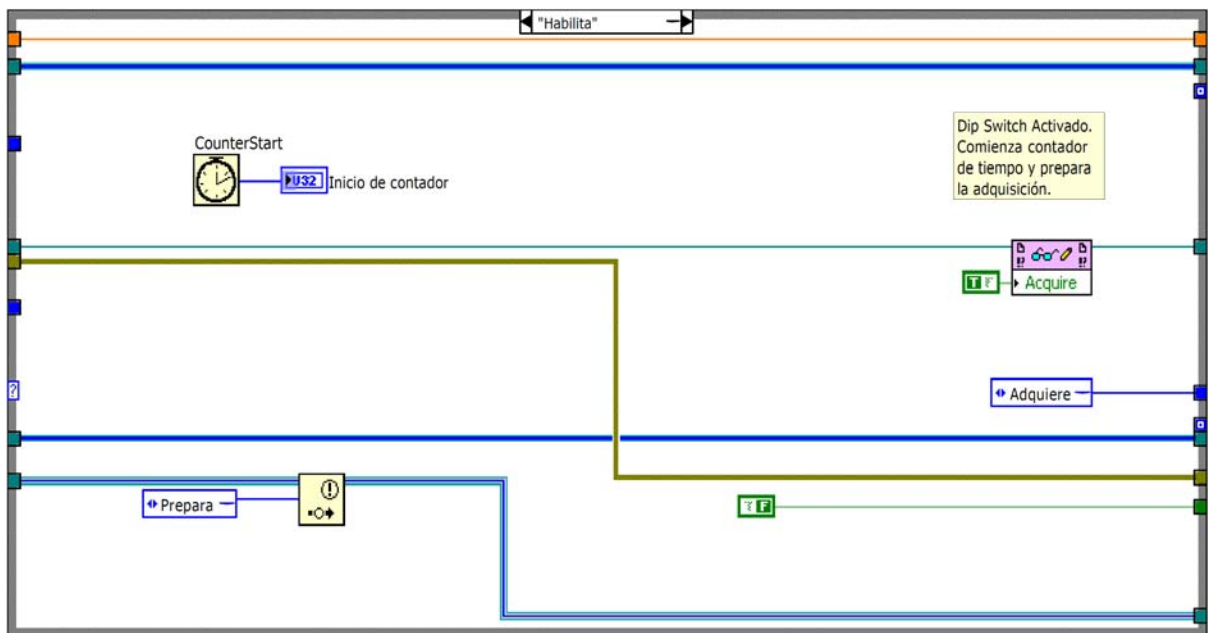 "Habilita"
CounterStart
U32
Inicio de contador
Dip Switch Activado.
Comienza contador
de tiempo y prepara
la adquisición.
T F
Acquire
?
Adquiere
Prepara
F